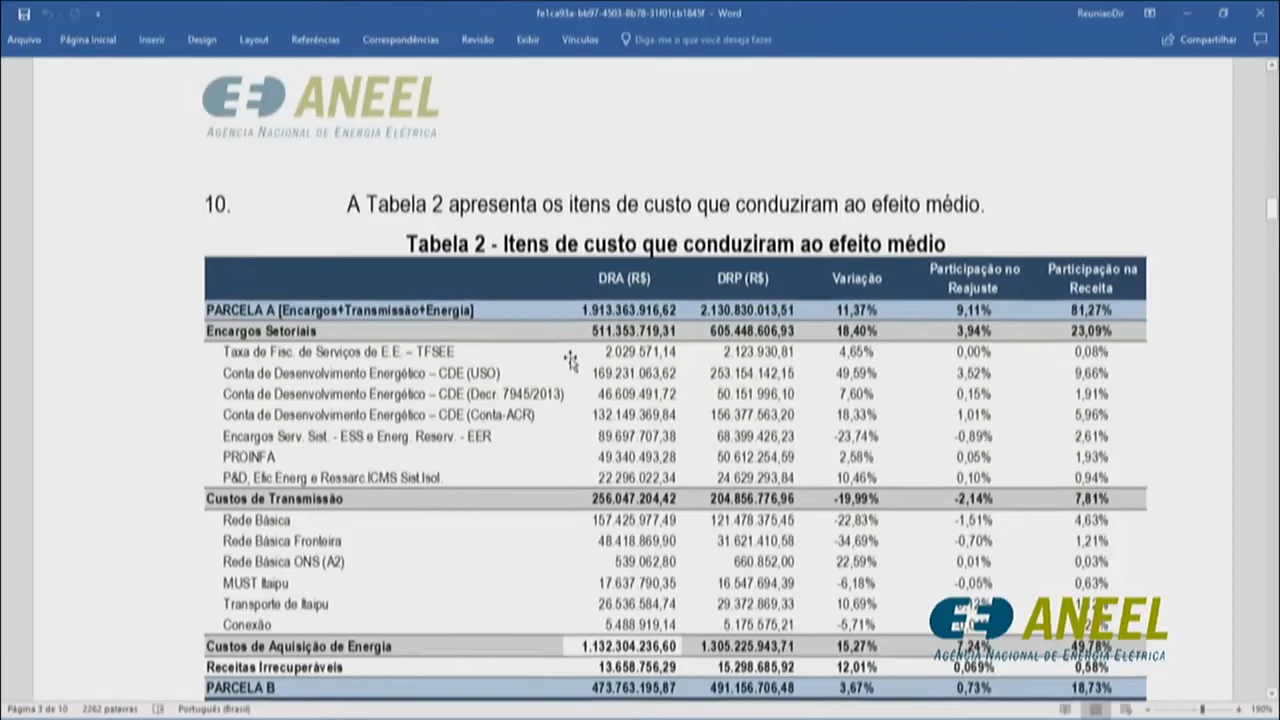 fe1ca93a-bb97-4503-8b78-31f01cb1845f - Word
ReuniaoDir
Arquivo Página Inicial Inserir Design Layout Referências Correspondências Revisão Exibir Vínculos Diga-me o que você deseja fazer Compartilhar
ANEEL
AGÊNCIA NACIONAL DE ENERGIA ELÉTRICA
10. A Tabela 2 apresenta os itens de custo que conduziram ao efeito médio.
Tabela 2 - Itens de custo que conduziram ao efeito médio
DRA (R$) DRP (R$) Variação Participação no Reajuste Participação na Receita
PARCELA A [Encargos+Transmissão+Energia] 1.913.363.916,62 2.130.830.013,51 11,37% 9,11% 81,27%
Encargos Setoriais 511.353.719,31 605.448.606,93 18,40% 3,94% 23,09%
Taxa de Fisc. de Serviços de E.E. – TFSEE 2.029.571,14 2.123.930,81 4,65% 0,00% 0,08%
Conta de Desenvolvimento Energético – CDE (USO) 169.231.063,62 253.154.142,15 49,59% 3,52% 9,66%
Conta de Desenvolvimento Energético – CDE (Decr. 7945/2013) 46.609.491,72 50.151.996,10 7,60% 0,15% 1,91%
Conta de Desenvolvimento Energético – CDE (Conta-ACR) 132.149.369,84 156.377.563,20 18,33% 1,01% 5,96%
Encargos Serv. Sist. - ESS e Energ. Reserv. - EER 89.697.707,38 68.399.426,23 -23,74% -0,89% 2,61%
PROINFA 49.340.493,28 50.612.254,59 2,58% 0,05% 1,93%
P&D, Efic.Energ e Ressarc.ICMS Sist.Isol. 22.296.022,34 24.629.293,84 10,46% 0,10% 0,94%
Custos de Transmissão 256.047.204,42 204.856.776,96 -19,99% -2,14% 7,81%
Rede Básica 157.425.977,49 121.478.375,45 -22,83% -1,51% 4,63%
Rede Básica Fronteira 48.418.869,90 31.621.410,58 -34,69% -0,70% 1,21%
Rede Básica ONS (A2) 539.062,80 660.852,00 22,59% 0,01% 0,03%
MUST Itaipu 17.637.790,35 16.547.694,39 -6,18% -0,05% 0,63%
Transporte de Itaipu 26.536.584,74 29.372.869,33 10,69%
Conexão 5.488.919,14 5.175.575,21 -5,71%
Custos de Aquisição de Energia 1.132.304.236,60 1.305.225.943,71 15,27% 7,24% 49,78%
Receitas Irrecuperáveis 13.658.756,29 15.298.685,92 12,01% 0,069% 0,58%
PARCELA B 473.763.195,87 491.156.706,48 3,67% 0,73% 18,73%
ANEEL
AGÊNCIA NACIONAL DE ENERGIA ELÉTRICA
Página 3 de 10 2262 palavras Português (Brasil) 190%